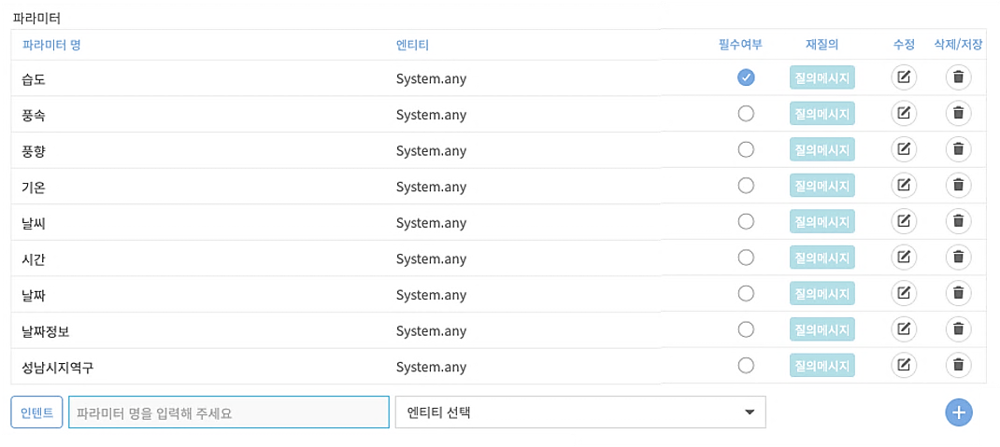 파라미터
파라미터 명 엔티티 필수여부 재질의 수정 삭제/저장
습도 System.any 질의메시지
풍속 System.any 질의메시지
풍향 System.any 질의메시지
기온 System.any 질의메시지
날씨 System.any 질의메시지
시간 System.any 질의메시지
날짜 System.any 질의메시지
날짜정보 System.any 질의메시지
성남시지역구 System.any 질의메시지
인텐트 파라미터 명을 입력해 주세요 엔티티 선택